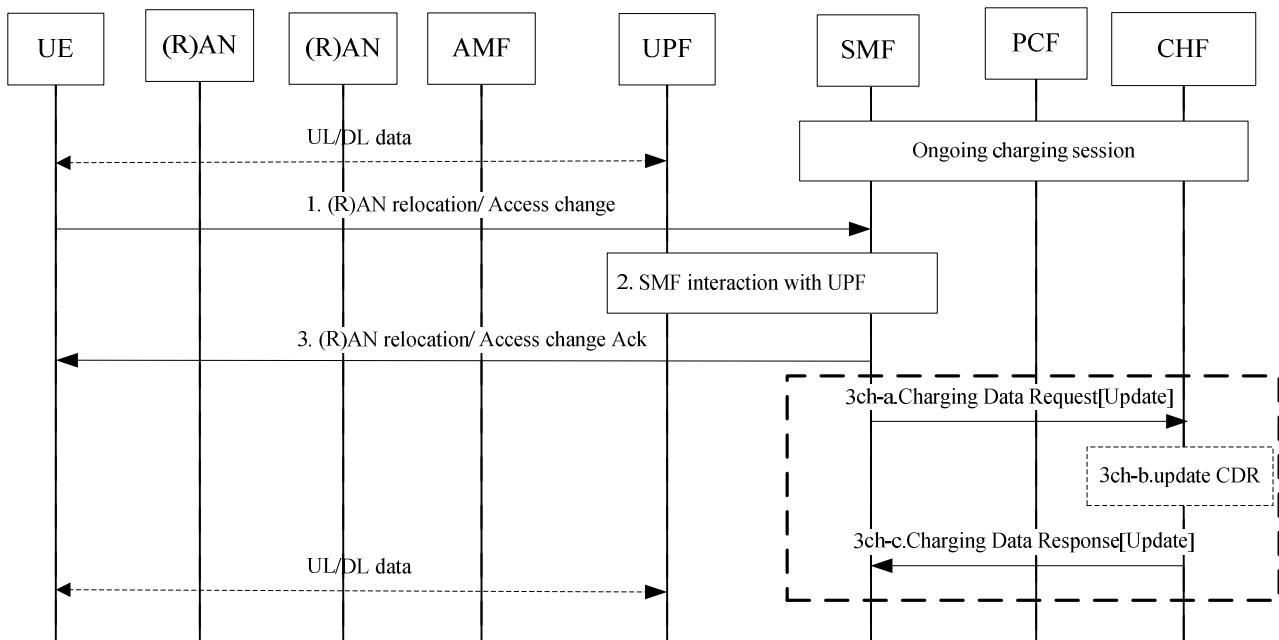 UE
(R)AN
(R)AN
AMF
UPF
SMF
PCF
CHF
UL/DL data
Ongoing charging session
1. (R)AN relocation/ Access change
2. SMF interaction with UPF
3. (R)AN relocation/ Access change Ack
3ch-a.Charging Data Request[Update]
3ch-b.update CDR
3ch-c.Charging Data Response[Update]
UL/DL data